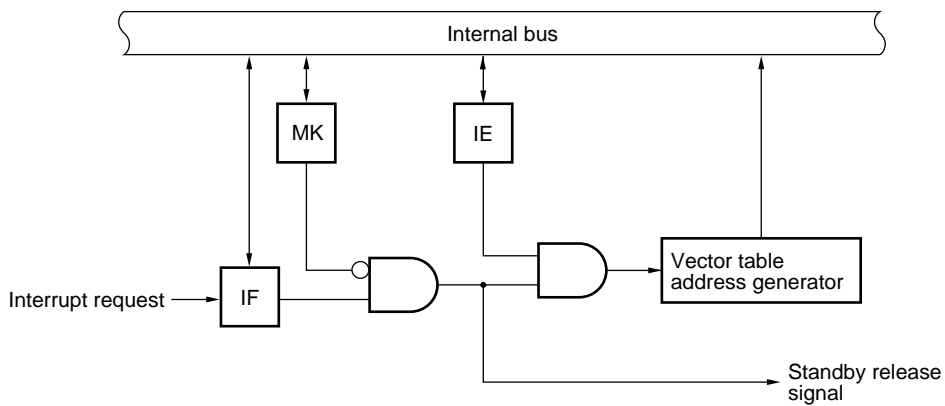 Internal bus
MK
IE
Interrupt request
IF
Vector table
address generator
Standby release
signal